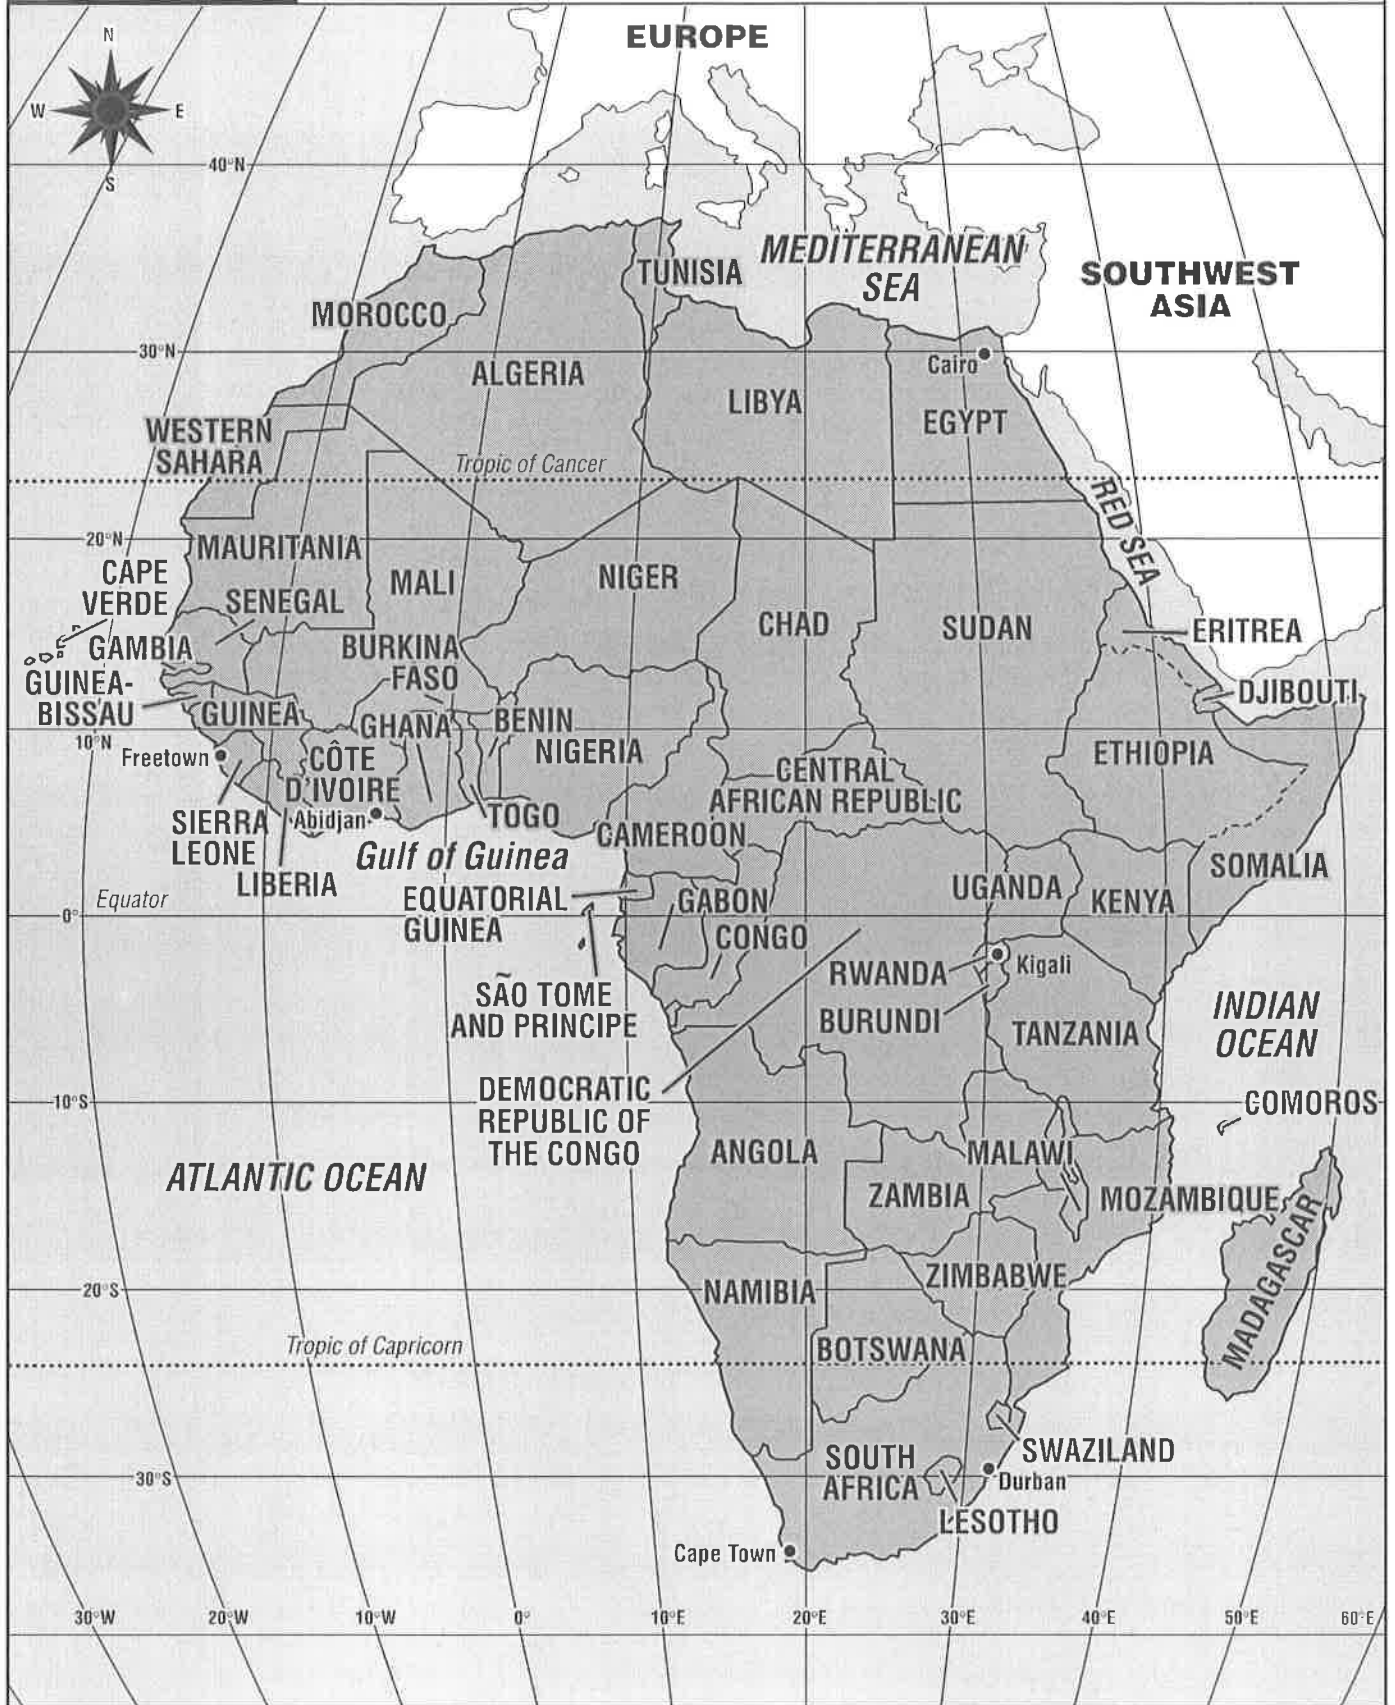 EUROPE
N
W
E
S
40°N
MEDITERRANEAN
SEA
SOUTHWEST
ASIA
TUNISIA
MOROCCO
30°N
Cairo
ALGERIA
LIBYA
EGYPT
WESTERN
SAHARA
Tropic of Cancer
RED SEA
20°N
MAURITANIA
CAPE
VERDE
MALI
NIGER
SENEGAL
CHAD
SUDAN
ERITREA
GAMBIA
BURKINA
FASO
GUINEA-
BISSAU
DJIBOUTI
GUINEA
GHANA
BENIN
10°N
NIGERIA
ETHIOPIA
Freetown
CÔTE
D'IVOIRE
CENTRAL
AFRICAN REPUBLIC
SIERRA
LEONE
Abidjan
TOGO
CAMEROON
Gulf of Guinea
LIBERIA
SOMALIA
UGANDA
KENYA
Equator
0°
EQUATORIAL
GUINEA
GABON
CONGO
RWANDA
Kigali
SÃO TOME
AND PRINCIPE
BURUNDI
TANZANIA
INDIAN
OCEAN
DEMOCRATIC
REPUBLIC OF
THE CONGO
10°S
COMOROS
ATLANTIC OCEAN
ANGOLA
MALAWI
ZAMBIA
MOZAMBIQUE
MADAGASCAR
20°S
NAMIBIA
ZIMBABWE
Tropic of Capricorn
BOTSWANA
SOUTH
AFRICA
SWAZILAND
30°S
Durban
LESOTHO
Cape Town
30°W
20°W
10°W
0°
10°E
20°E
30°E
40°E
50°E
60°E